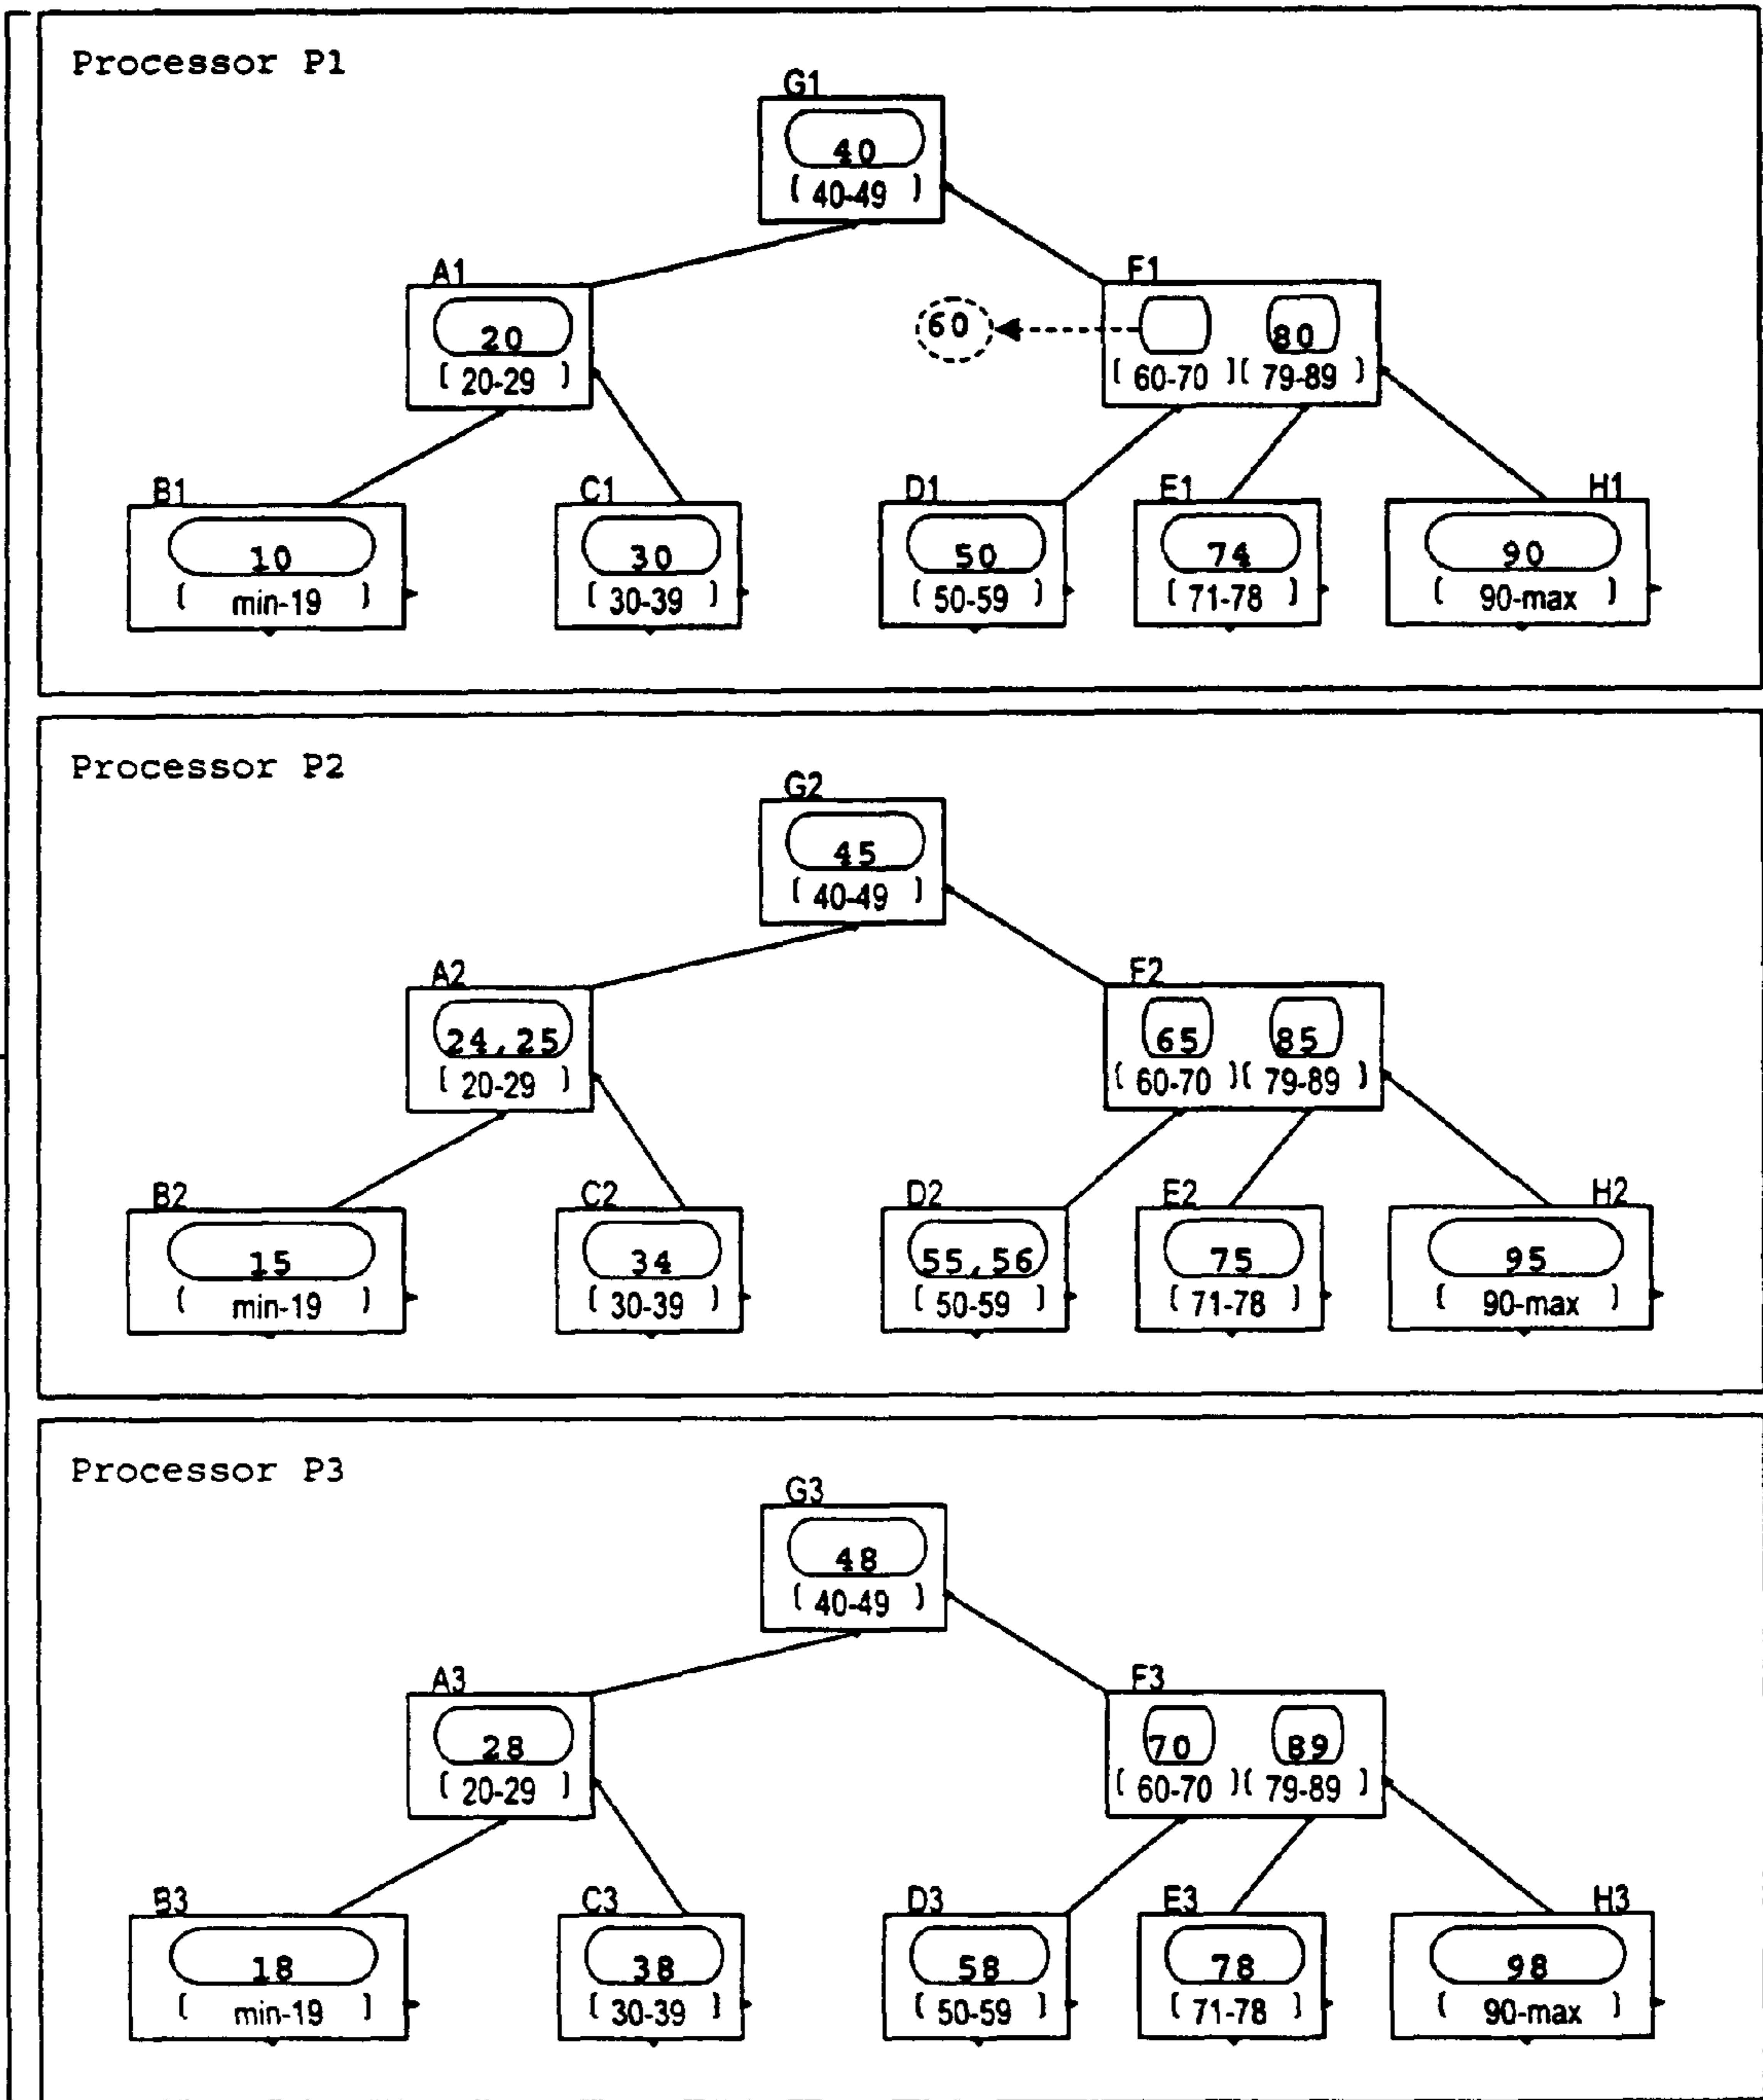 Processor P1
G1
40
[ 40-49 ]
A1
20
[ 20-29 ]
F1
60
80
[ 60-70 ][ 79-89 ]
B1
10
[ min-19 ]
C1
30
[ 30-39 ]
D1
50
[ 50-59 ]
E1
74
[ 71-78 ]
H1
90
[ 90-max ]
Processor P2
G2
45
[ 40-49 ]
A2
24,25
[ 20-29 ]
F2
65 85
[ 60-70 ][ 79-89 ]
B2
15
[ min-19 ]
C2
34
[ 30-39 ]
D2
55,56
[ 50-59 ]
E2
75
[ 71-78 ]
H2
95
[ 90-max ]
Processor P3
G3
48
[ 40-49 ]
A3
28
[ 20-29 ]
F3
70 89
[ 60-70 ][ 79-89 ]
B3
18
[ min-19 ]
C3
38
[ 30-39 ]
D3
58
[ 50-59 ]
E3
78
[ 71-78 ]
H3
98
[ 90-max ]